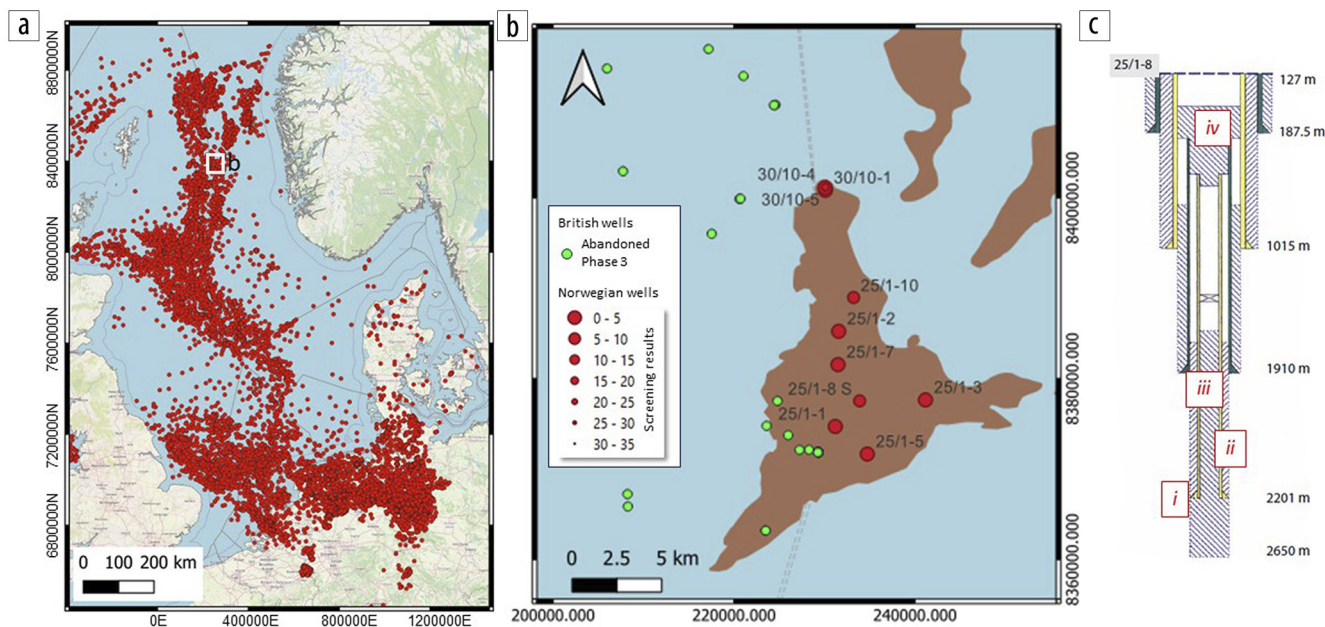 a
8800000N
8400000N
8000000N
7600000N
7200000N
6800000N
b
0 100 200 km
0E
400000E
800000E
1200000E
b
30/10-4
30/10-1
30/10-5
25/1-10
25/1-2
25/1-7
25/1-8 S
25/1-3
25/1-1
25/1-5
British wells
Abandoned
Phase 3
Norwegian wells
0 - 5
5 - 10
10 - 15
15 - 20
20 - 25
25 - 30
30 - 35
Screening results
0 2.5 5 km
8400000.000
8380000.000
8360000.000
200000.000
220000.000
240000.000
c
25/1-8
127 m
187.5 m
1015 m
1910 m
2201 m
2650 m
iv
iii
ii
i